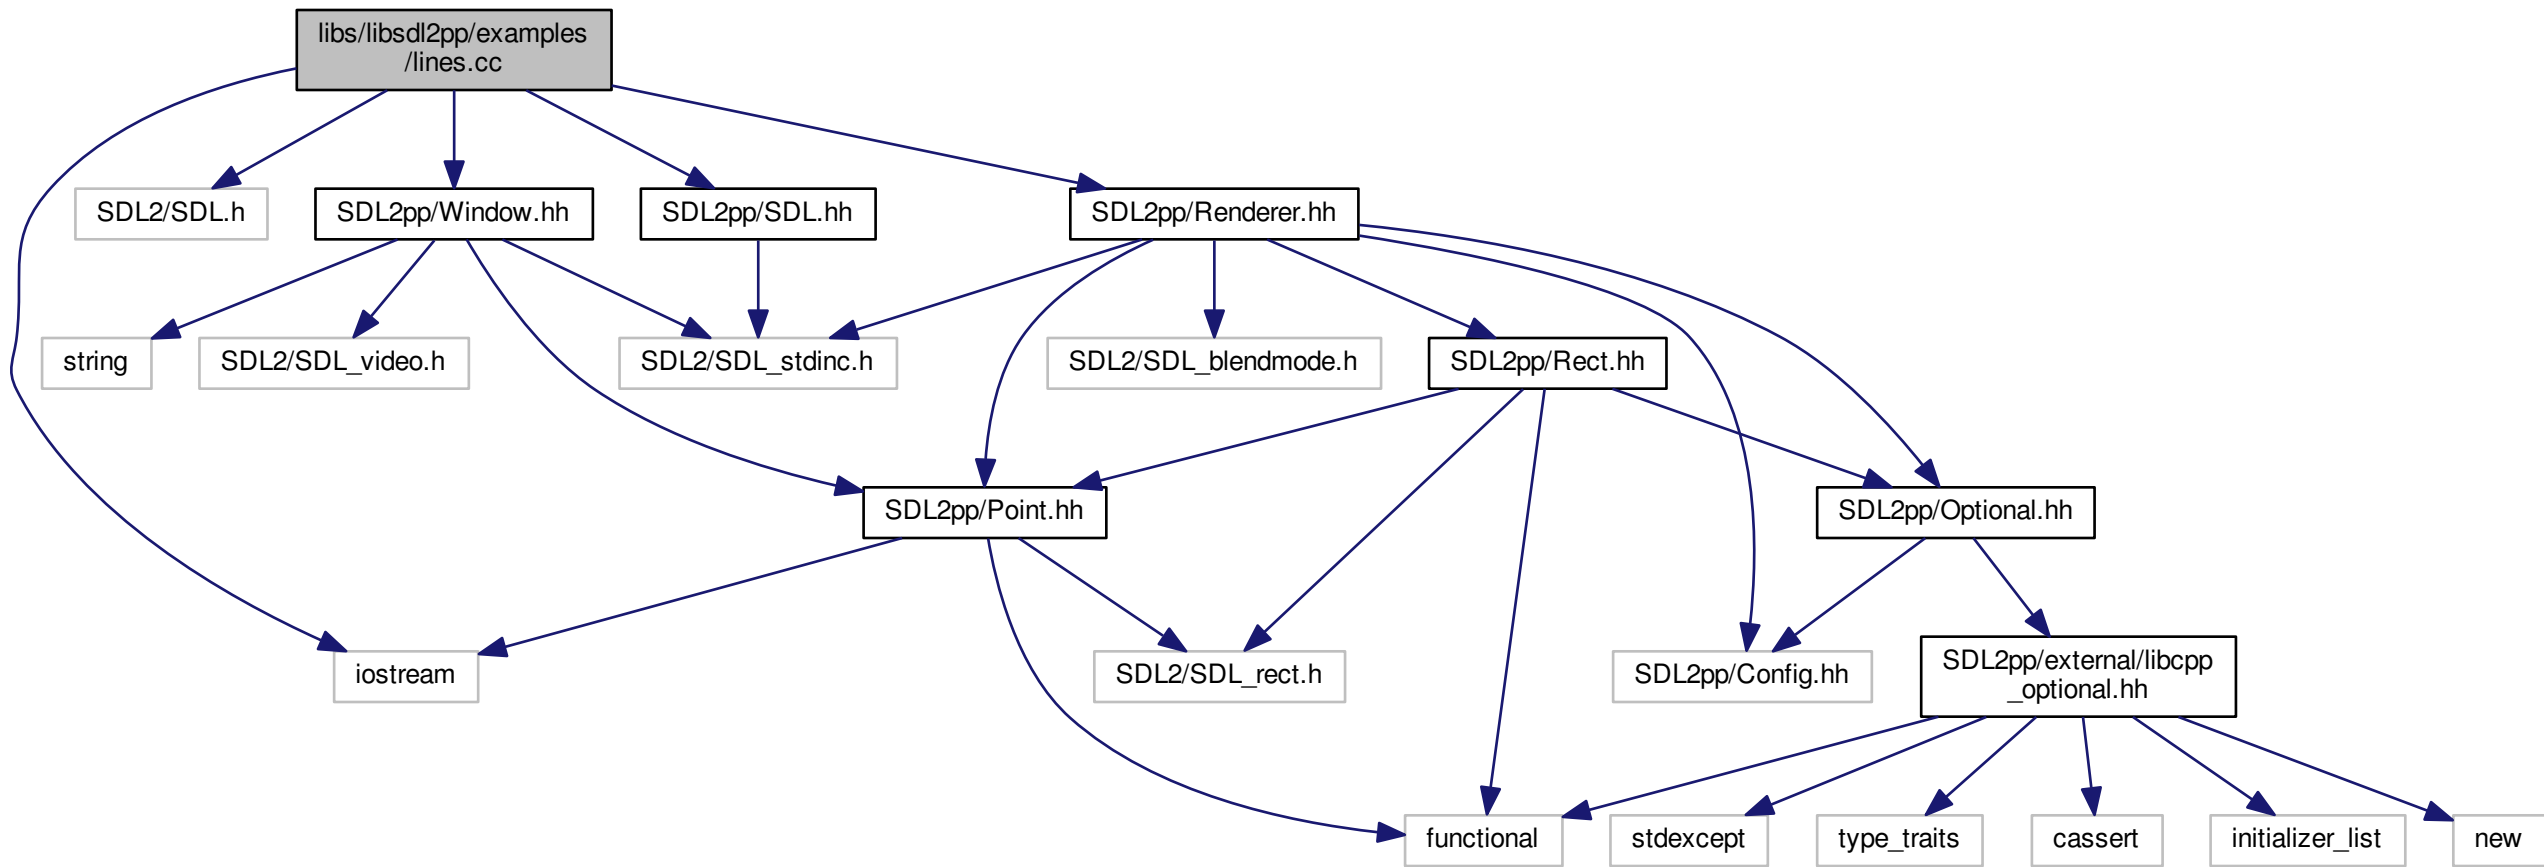 libs/libsdl2pp/examples
/lines.cc
SDL2/SDL.h
SDL2pp/Window.hh
SDL2pp/SDL.hh
SDL2pp/Renderer.hh
string
SDL2/SDL_video.h
SDL2/SDL_stdinc.h
SDL2/SDL_blendmode.h
SDL2pp/Rect.hh
SDL2pp/Point.hh
SDL2pp/Optional.hh
iostream
SDL2/SDL_rect.h
SDL2pp/Config.hh
SDL2pp/external/libcpp
_optional.hh
functional
stdexcept
type_traits
cassert
initializer_list
new